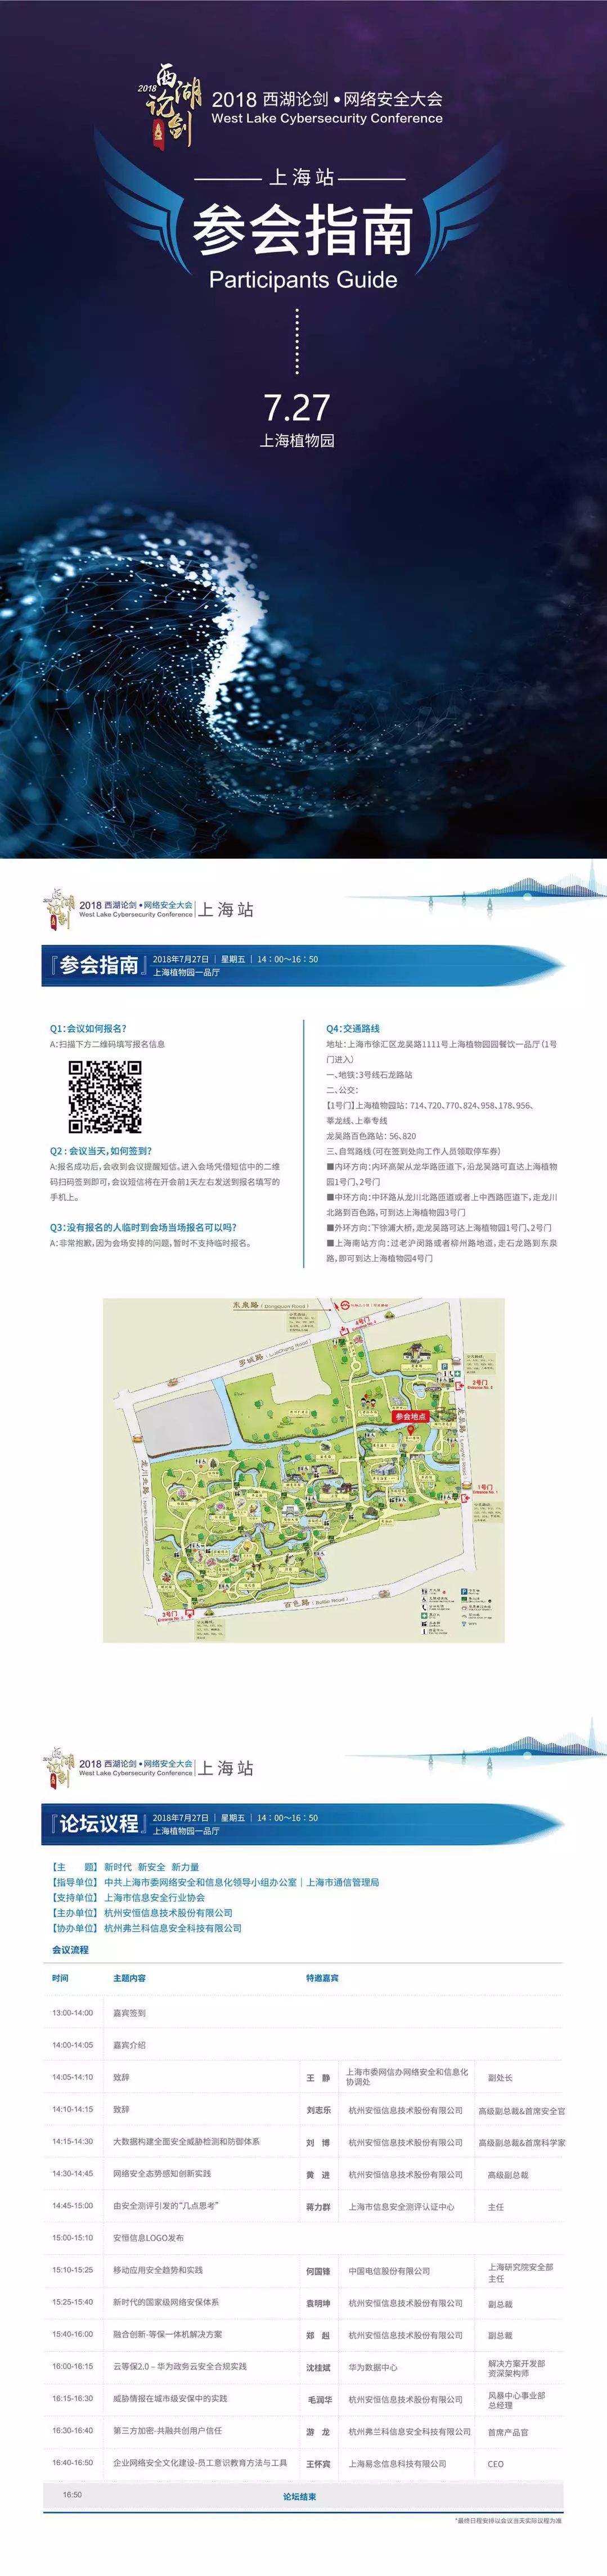 2018
西湖论剑
2018 西湖论剑•网络安全大会
West Lake Cybersecurity Conference
上海站
参会指南
Participants Guide
7.27
上海植物园
2018 西湖论剑•网络安全大会
West Lake Cybersecurity Conference
上海站
『参会指南』
2018年7月27日 | 星期五 | 14：00~16：50
上海植物园一品厅
Q1：会议如何报名？
A：扫描下方二维码填写报名信息
Q2：会议当天，如何签到？
A:报名成功后，会收到会议提醒短信。进入会场凭借短信中的二维
码扫码签到即可，会议短信将在开会前1天左右发送到报名填写的
手机上。
Q3：没有报名的人临时到会场当场报名可以吗？
A：非常抱歉，因为会场安排的问题，暂时不支持临时报名。
Q4：交通路线
地址：上海市徐汇区龙吴路1111号上海植物园园餐饮一品厅（1号
门进入）
一、地铁：3号线石龙路站
二、公交：
【1号门】上海植物园站：714、720、770、824、958、178、956、
莘龙线、上奉专线
龙吴路百色路站：56、820
三、自驾路线（可在签到处向工作人员领取停车券）
■内环方向：内环高架从龙华路匝道下，沿龙吴路可直达上海植物
园1号门、2号门
■中环方向：中环路从龙川北路匝道或者上中西路匝道下，走龙川
北路到百色路，可到达上海植物园3号门
■外环方向：下徐浦大桥，走龙吴路可达上海植物园1号门、2号门
■上海南站方向：过老沪闵路或者柳州路地道，走石龙路到东泉
路，即可到达上海植物园4号门
东泉路
罗城路
4号门
2号门
Entrance No. 2
参会地点
龙吴路
1号门
Entrance No. 1
龙川北路
百色路
3号门
2018 西湖论剑•网络安全大会
West Lake Cybersecurity Conference
上海站
『论坛议程』
2018年7月27日 | 星期五 | 14：00~16：50
上海植物园一品厅
【主 题】 新时代 新安全 新力量
【指导单位】 中共上海市委网络安全和信息化领导小组办公室｜上海市通信管理局
【支持单位】 上海市信息安全行业协会
【主办单位】 杭州安恒信息技术股份有限公司
【协办单位】 杭州弗兰科信息安全科技有限公司
会议流程
时间 主题内容 特邀嘉宾
13:00-14:00 嘉宾签到
14:00-14:05 嘉宾介绍
14:05-14:10 致辞 王 静 上海市委网信办网络安全和信息化协调处 副处长
14:10-14:15 致辞 刘志乐 杭州安恒信息技术股份有限公司 高级副总裁&首席安全官
14:15-14:30 大数据构建全面安全威胁检测和防御体系 刘 博 杭州安恒信息技术股份有限公司 高级副总裁&首席科学家
14:30-14:45 网络安全态势感知创新实践 黄 进 杭州安恒信息技术股份有限公司 高级副总裁
14:45-15:00 由安全测评引发的“几点思考” 蒋力群 上海市信息安全测评认证中心 主任
15:00-15:10 安恒信息LOGO发布
15:10-15:25 移动应用安全趋势和实践 何国锋 中国电信股份有限公司 上海研究院安全部主任
15:25-15:40 新时代的国家级网络安保体系 袁明坤 杭州安恒信息技术股份有限公司 副总裁
15:40-16:00 融合创新-等保一体机解决方案 郑 赳 杭州安恒信息技术股份有限公司 副总裁
16:00-16:15 云等保2.0 – 华为政务云安全合规实践 沈桂斌 华为数据中心 解决方案开发部资深架构师
16:15-16:30 威胁情报在城市级安保中的实践 毛润华 杭州安恒信息技术股份有限公司 风暴中心事业部总经理
16:30-16:40 第三方加密-共融共创用户信任 游 龙 杭州弗兰科信息安全科技有限公司 首席产品官
16:40-16:50 企业网络安全文化建设-员工意识教育方法与工具 王怀宾 上海易念信息科技有限公司 CEO
16:50 论坛结束
*最终日程安排以会议当天实际议程为准